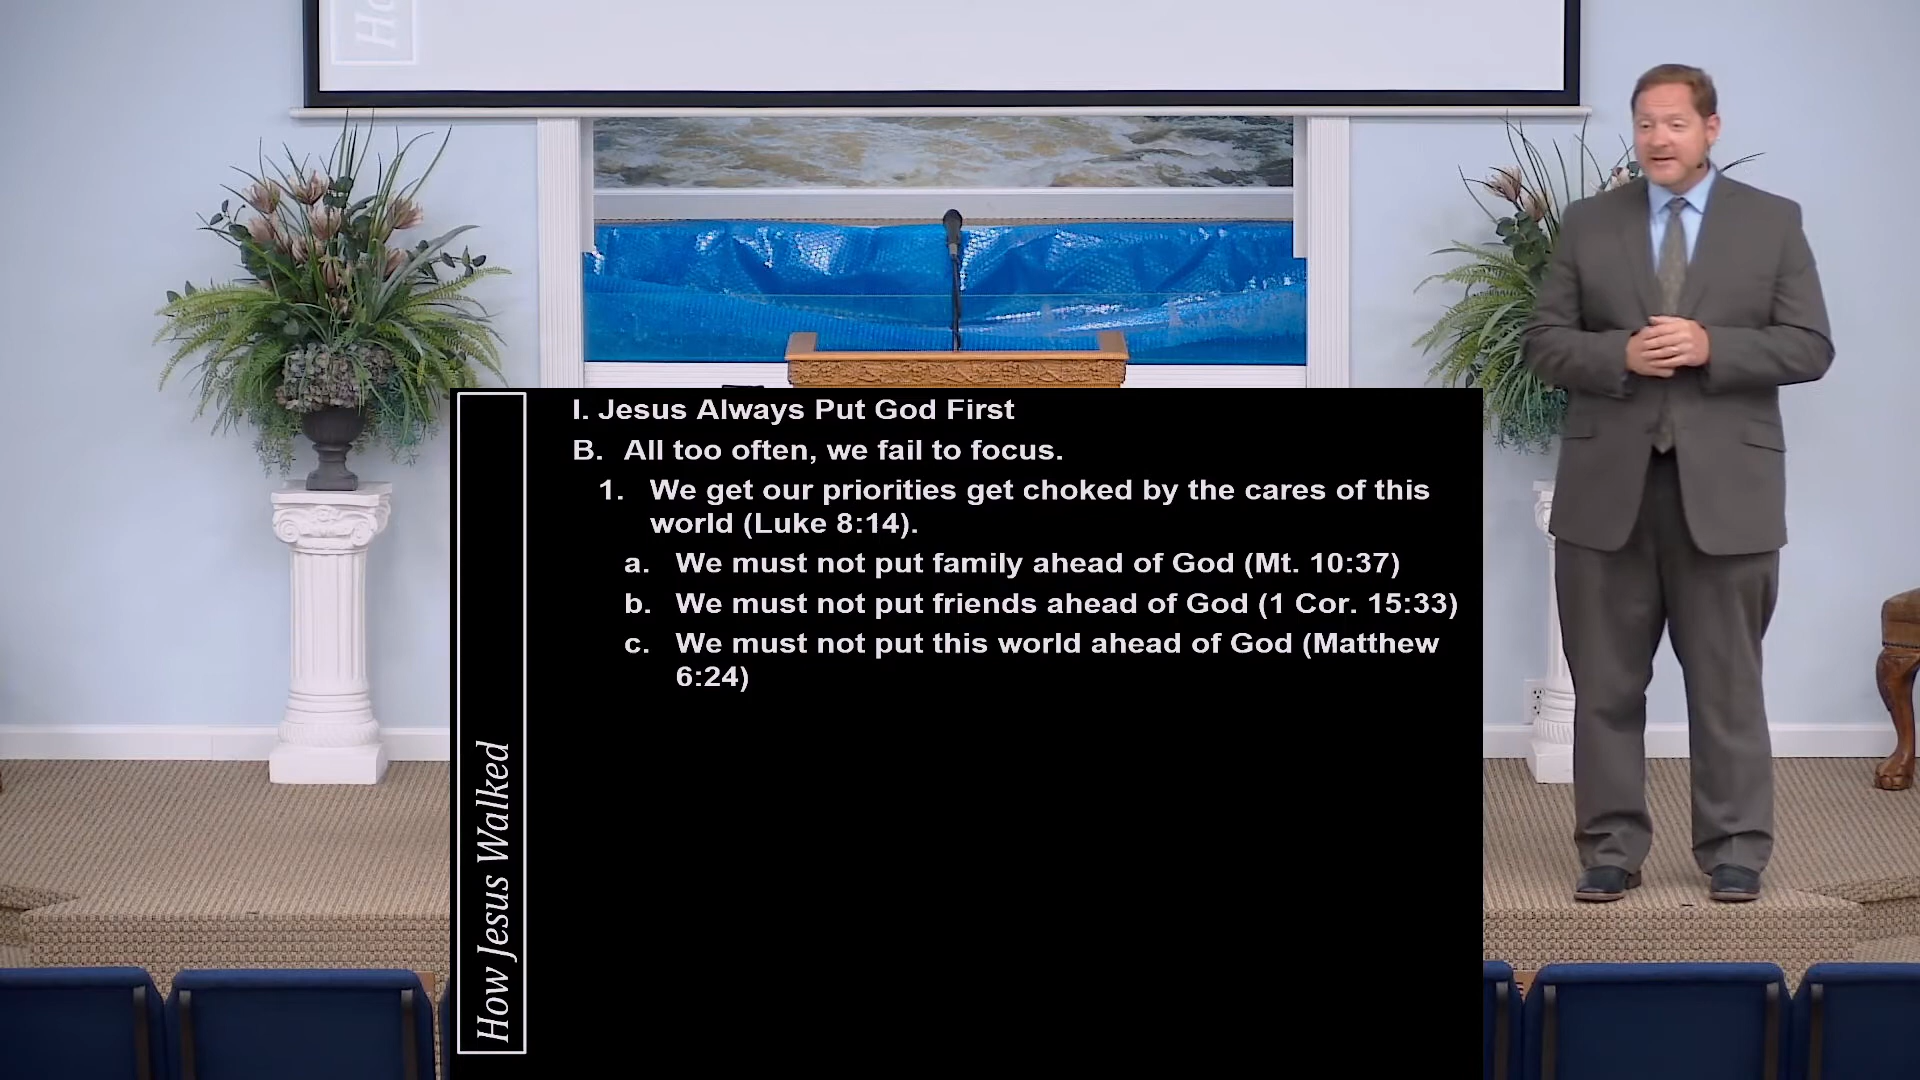 Ho
I. Jesus Always Put God First
B. All too often, we fail to focus.
1. We get our priorities get choked by the cares of this
world (Luke 8:14).
a. We must not put family ahead of God (Mt. 10:37)
b. We must not put friends ahead of God (1 Cor. 15:33)
c. We must not put this world ahead of God (Matthew
6:24)
How Jesus Walked